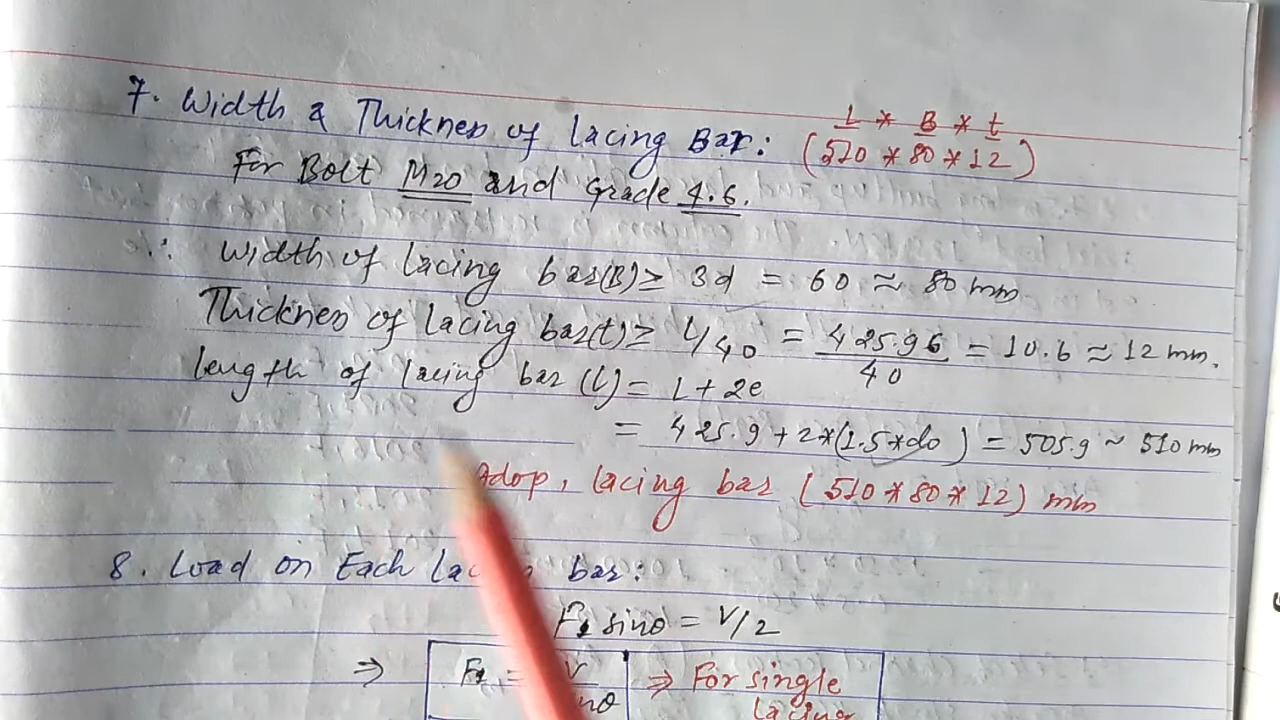 7. Width & Thickness of lacing Bar: (L * B * t
(510 * 80 * 12)
For Bolt M20 and Grade 4.6.
∴ Width of lacing bar(B) ≥ 3d = 60 ≈ 80 mm
Thickness of lacing bar(t) ≥ L/40 = 425.96/40 = 10.6 ≈ 12 mm.
length of lacing bar (l) = L + 2e
= 425.9 + 2*(1.5*do) = 505.9 ~ 510 mm
Adop, lacing bar (510 * 80 * 12) mm
8. Load on Each bar:
sinθ = V/2
⇒ V ⇒ For single
lacing